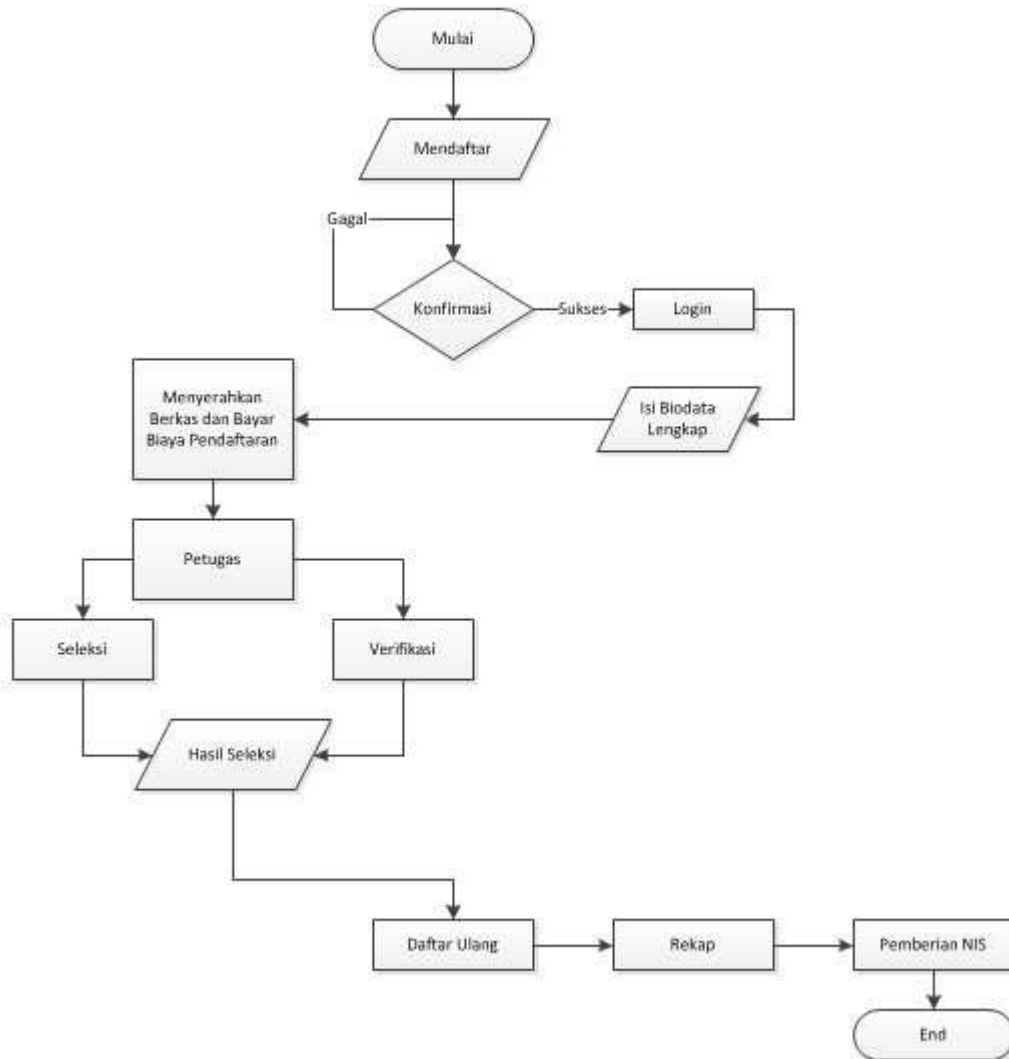 Mulai
Mendaftar
Gagal
Konfirmasi
Sukses
Login
Isi Biodata
Lengkap
Menyerahkan
Berkas dan Bayar
Biaya Pendaftaran
Petugas
Seleksi
Verifikasi
Hasil Seleksi
Daftar Ulang
Rekap
Pemberian NIS
End